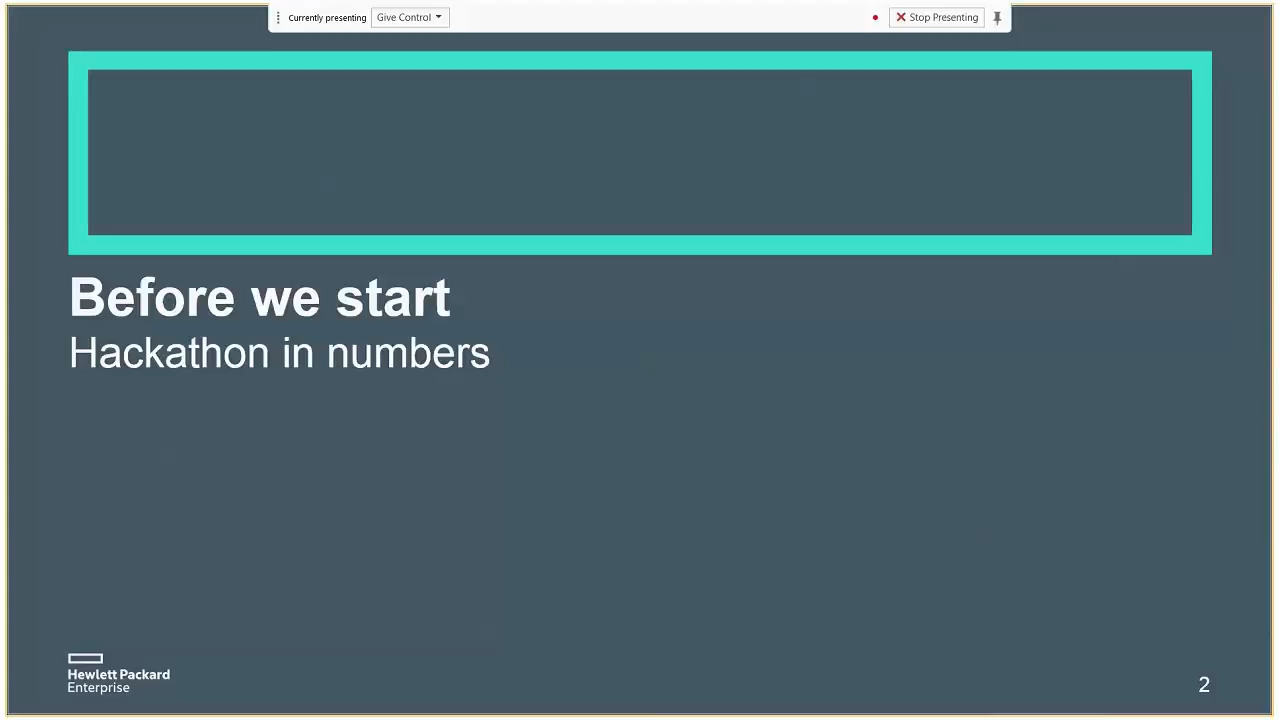 Currently presenting Give Control Stop Presenting
Before we start
Hackathon in numbers
Hewlett Packard
Enterprise
2